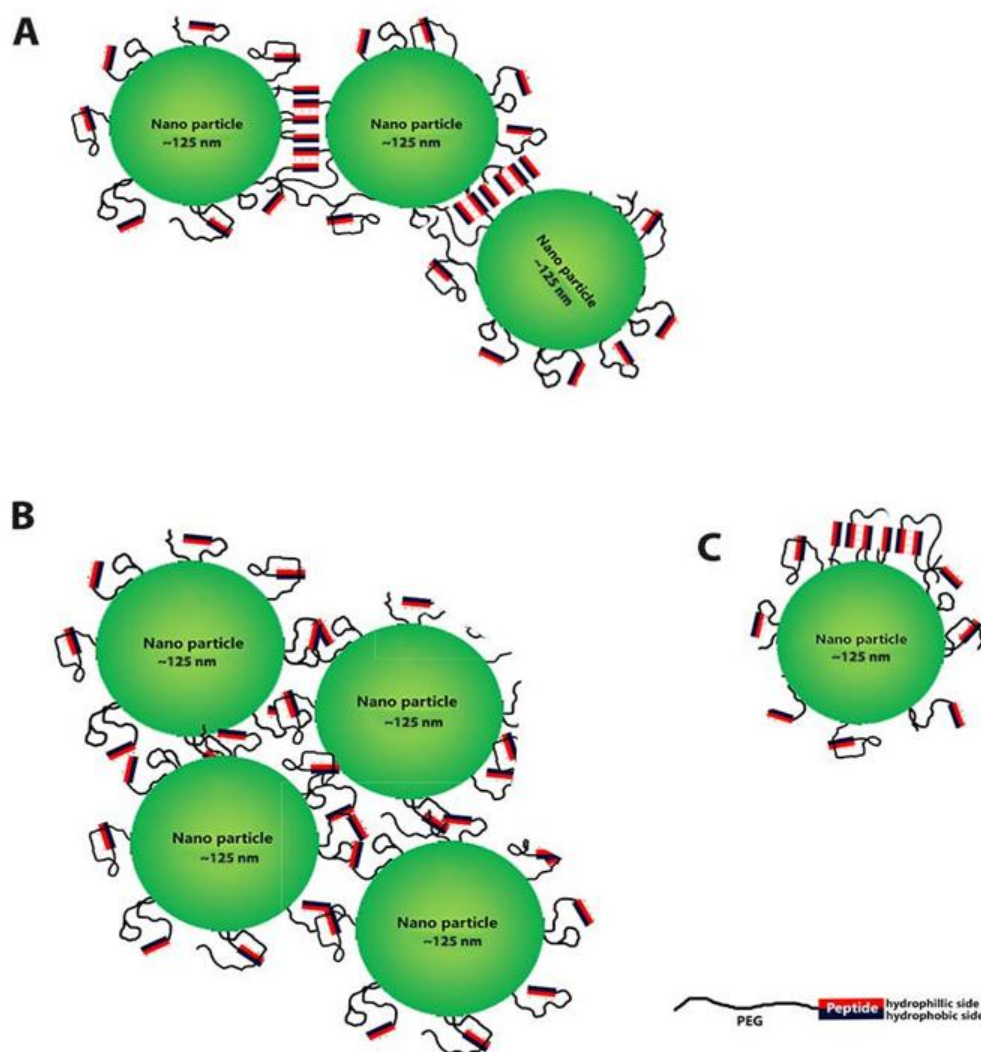 A
Nano particle
~125 nm
Nano particle
~125 nm
Nano particle
~125 nm
B
Nano particle
~125 nm
Nano particle
~125 nm
Nano particle
~125 nm
Nano particle
~125 nm
C
Nano particle
~125 nm
PEG
Peptide
hydrophillic side
hydrophobic side